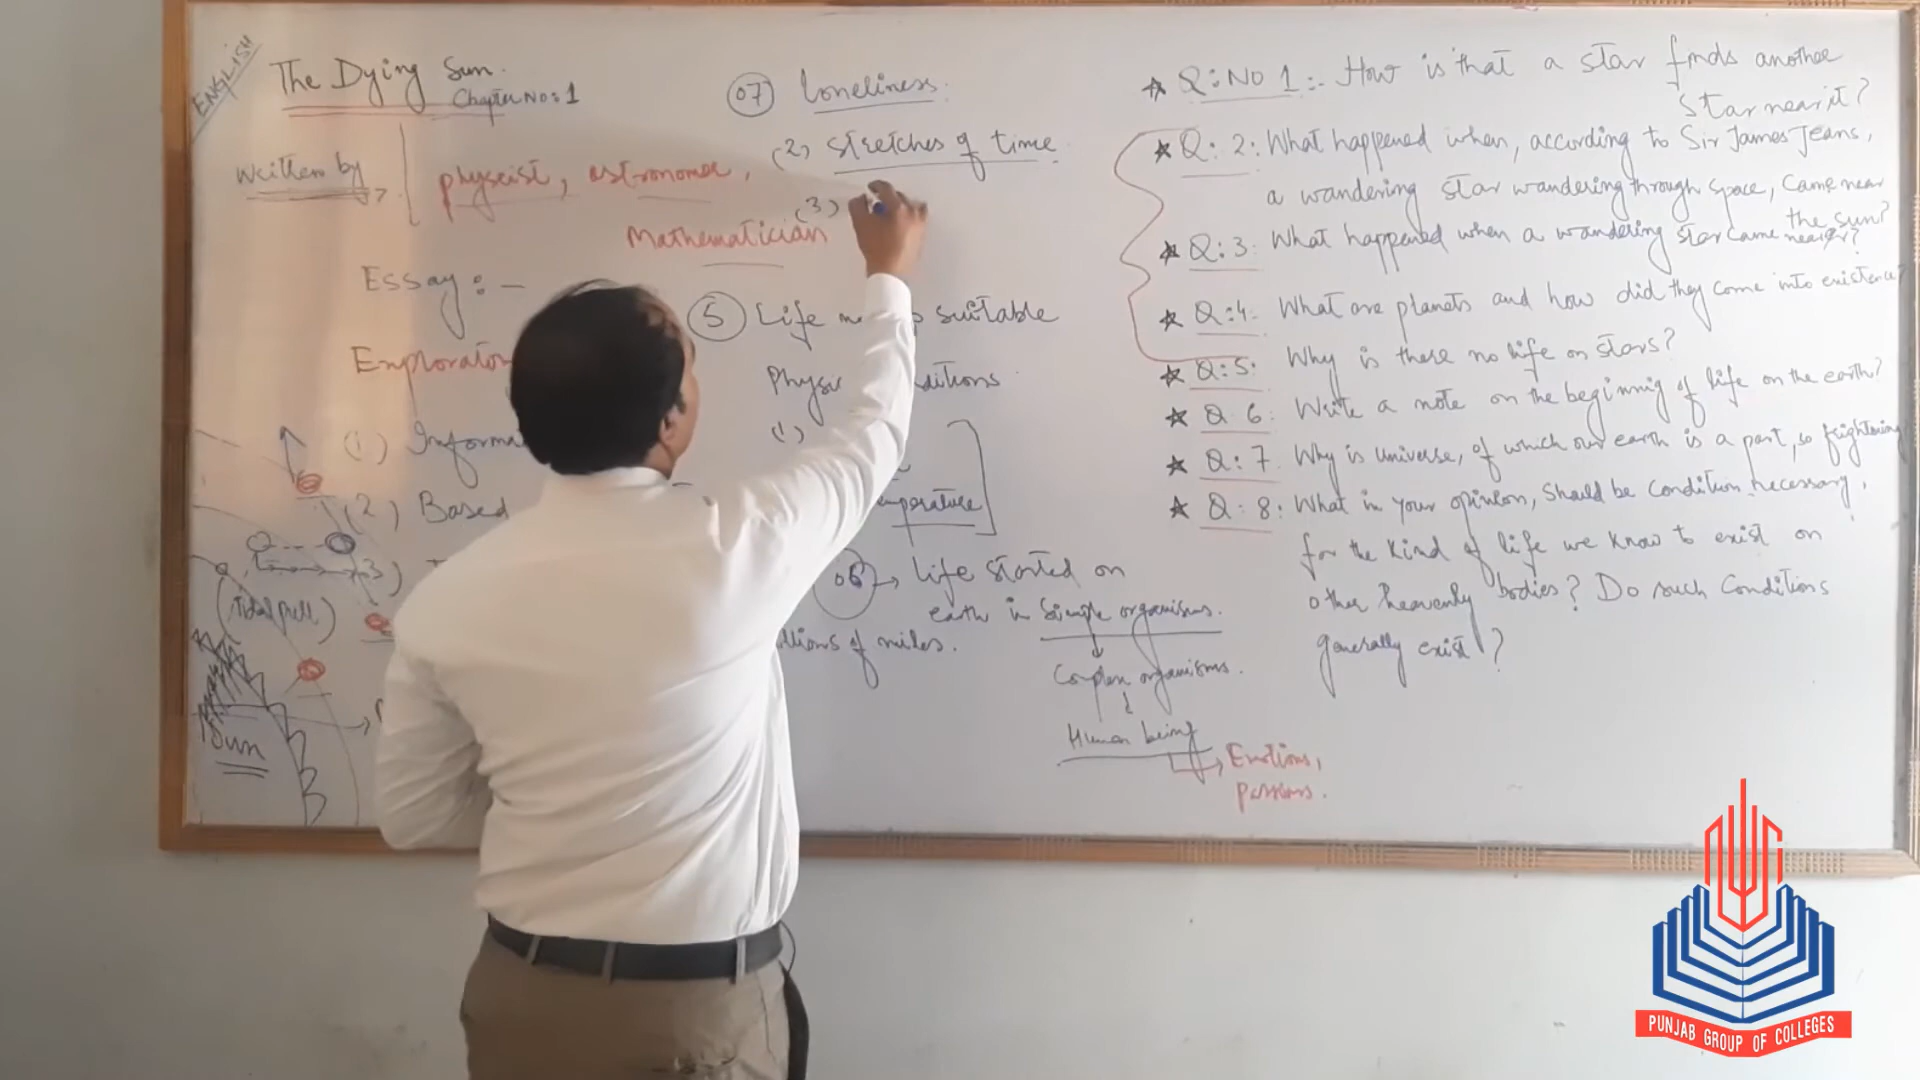 ENGLISH
The Dying Sun.
Chapter No: 1
Written by
physcist, astronomer,
Mathematician
Essay : -
Exploratory
(1) Informa
(2) Based
3)
(Tidal pull)
Sun
07 Loneliness.
(2) Stretches of time
(3)
5 Life suitable
Physi ditions
(1)
emperature
06 → Life started on
earth in Simple organisms.
llions of miles.
Complex organisms.
Human being
Emotions,
passions.
Q: No 1:- How is that a star finds another
star near it?
Q: 2: What happened when, according to Sir James Jeans,
a wandering star wandering through space, Came near
the sun?
Q: 3: What happened when a wandering star came nearer?
Q: 4: What are planets and how did they come into existence?
Q: 5: Why is there no life on stars?
Q 6: Write a note on the beginnig of life on the earth?
Q: 7: Why is universe, of which our earth is a part, so frightening
Q: 8: What in your opinion, should be Condition necessary,
for the kind of life we know to exist on
other heavenly bodies? Do such Conditions
generally exist?
PUNJAB GROUP OF COLLEGES